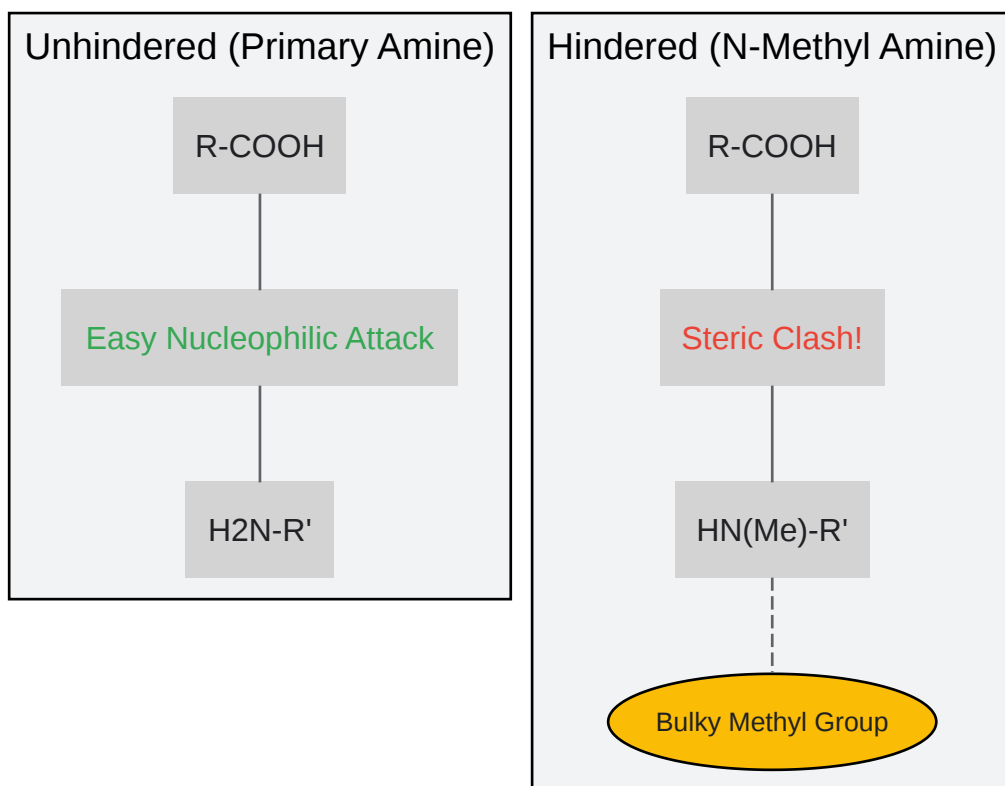 Unhindered (Primary Amine)
R-COOH
Easy Nucleophilic Attack
H2N-R'
Hindered (N-Methyl Amine)
R-COOH
Steric Clash!
HN(Me)-R'
Bulky Methyl Group